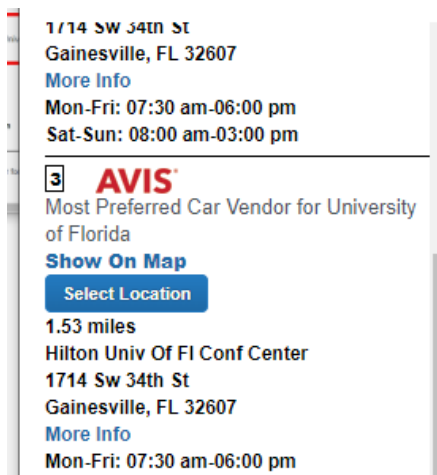 1714 Sw 34th St
Gainesville, FL 32607
More Info
Mon-Fri: 07:30 am-06:00 pm
Sat-Sun: 08:00 am-03:00 pm
3 AVIS
Most Preferred Car Vendor for University
of Florida
Show On Map
Select Location
1.53 miles
Hilton Univ Of Fl Conf Center
1714 Sw 34th St
Gainesville, FL 32607
More Info
Mon-Fri: 07:30 am-06:00 pm